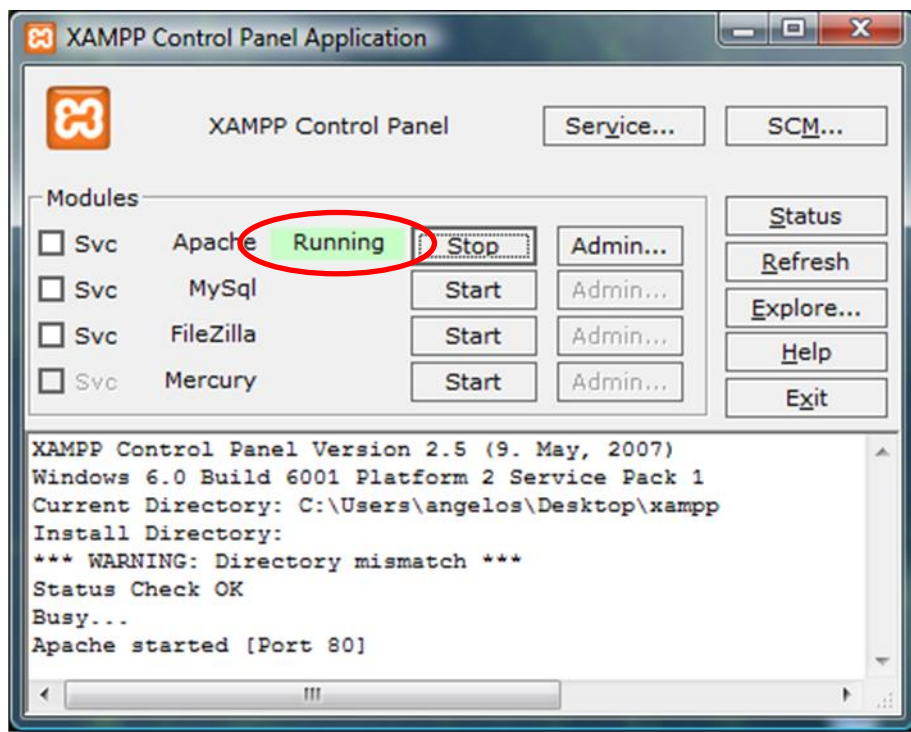 XAMPP Control Panel Application
XAMPP Control Panel Service... SCM...
Modules
Svc Apache Running Stop Admin...
Svc MySql Start Admin...
Svc FileZilla Start Admin...
Svc Mercury Start Admin...
Status
Refresh
Explore...
Help
Exit
XAMPP Control Panel Version 2.5 (9. May, 2007)
Windows 6.0 Build 6001 Platform 2 Service Pack 1
Current Directory: C:\Users\angelos\Desktop\xampp
Install Directory:
*** WARNING: Directory mismatch ***
Status Check OK
Busy...
Apache started [Port 80]